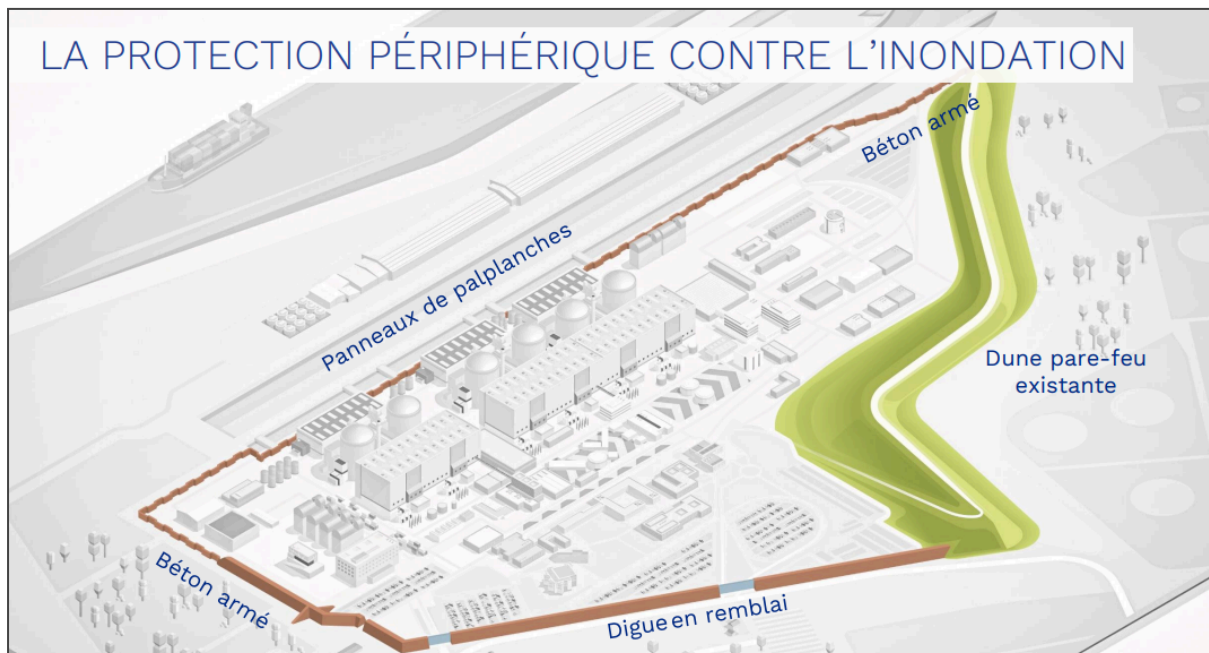 LA PROTECTION PÉRIPHÉRIQUE CONTRE L'INONDATION
Béton armé
Panneaux de palplanches
Dune pare-feu
existante
Béton armé
Digue en remblai